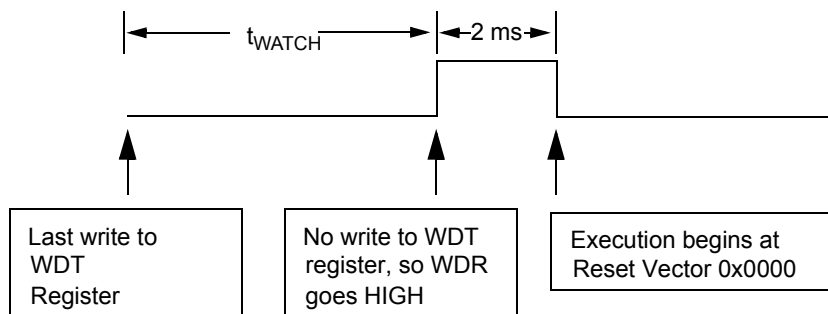 tWATCH
2 ms
Last write to
WDT
Register
No write to WDT
register, so WDR
goes HIGH
Execution begins at
Reset Vector 0x0000